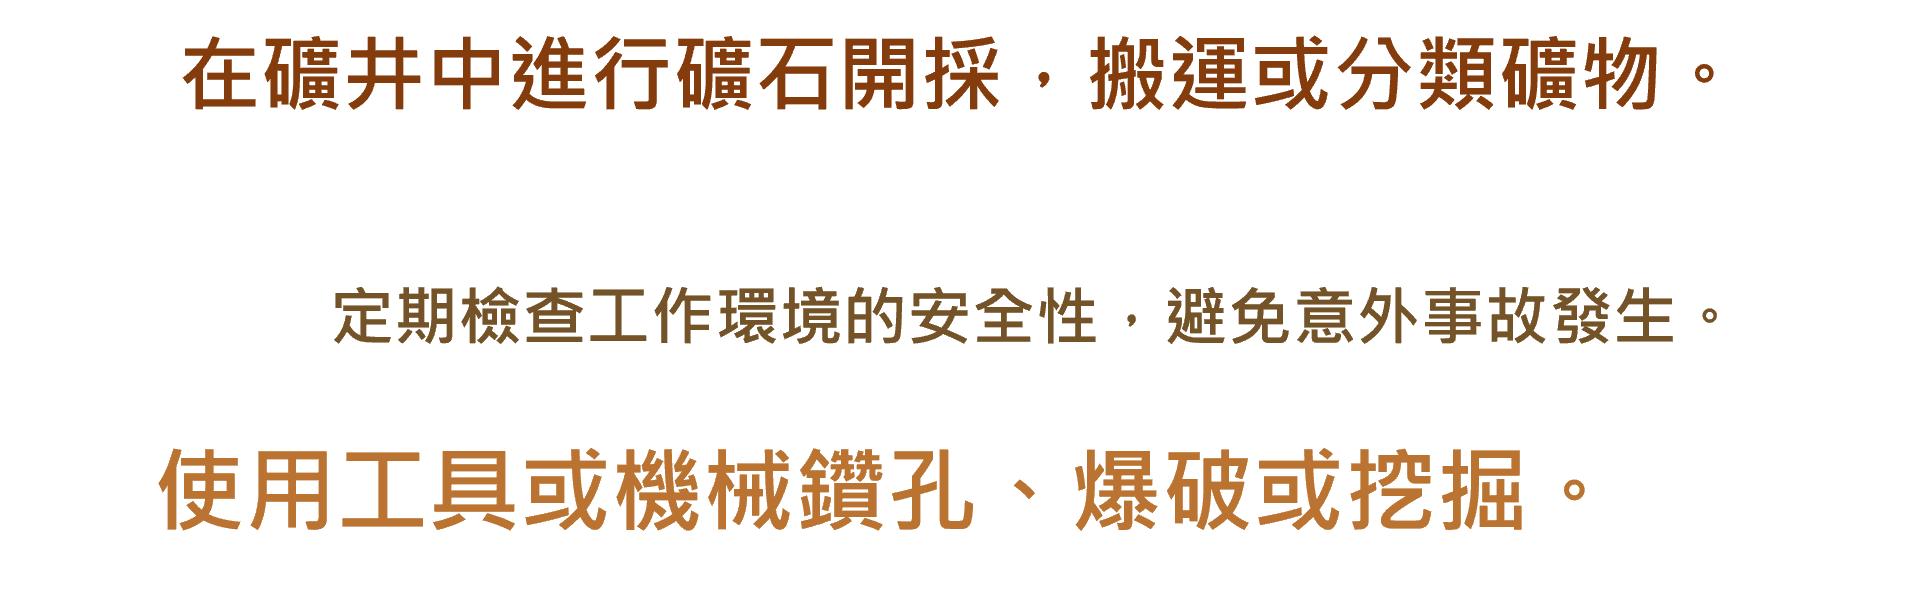 在礦井中進行礦石開採，搬運或分類礦物。
定期檢查工作環境的安全性，避免意外事故發生。
使用工具或機械鑽孔、爆破或挖掘。